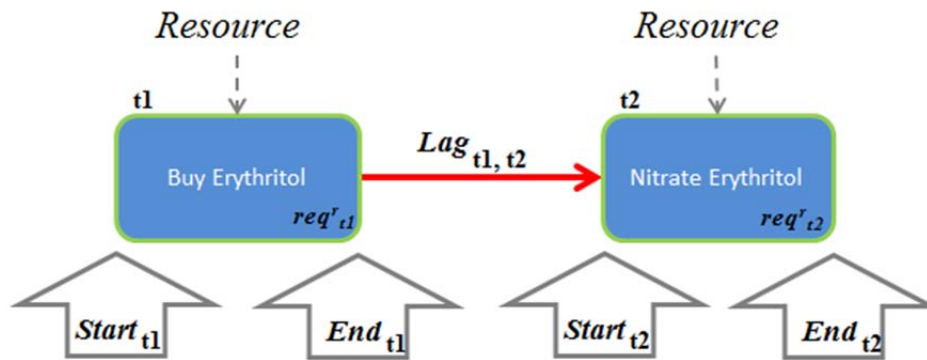 Resource Resource
t1 t2
Lag t1, t2
Buy Erythritol Nitrate Erythritol
req^r t1 req^r t2
Start t1 End t1 Start t2 End t2